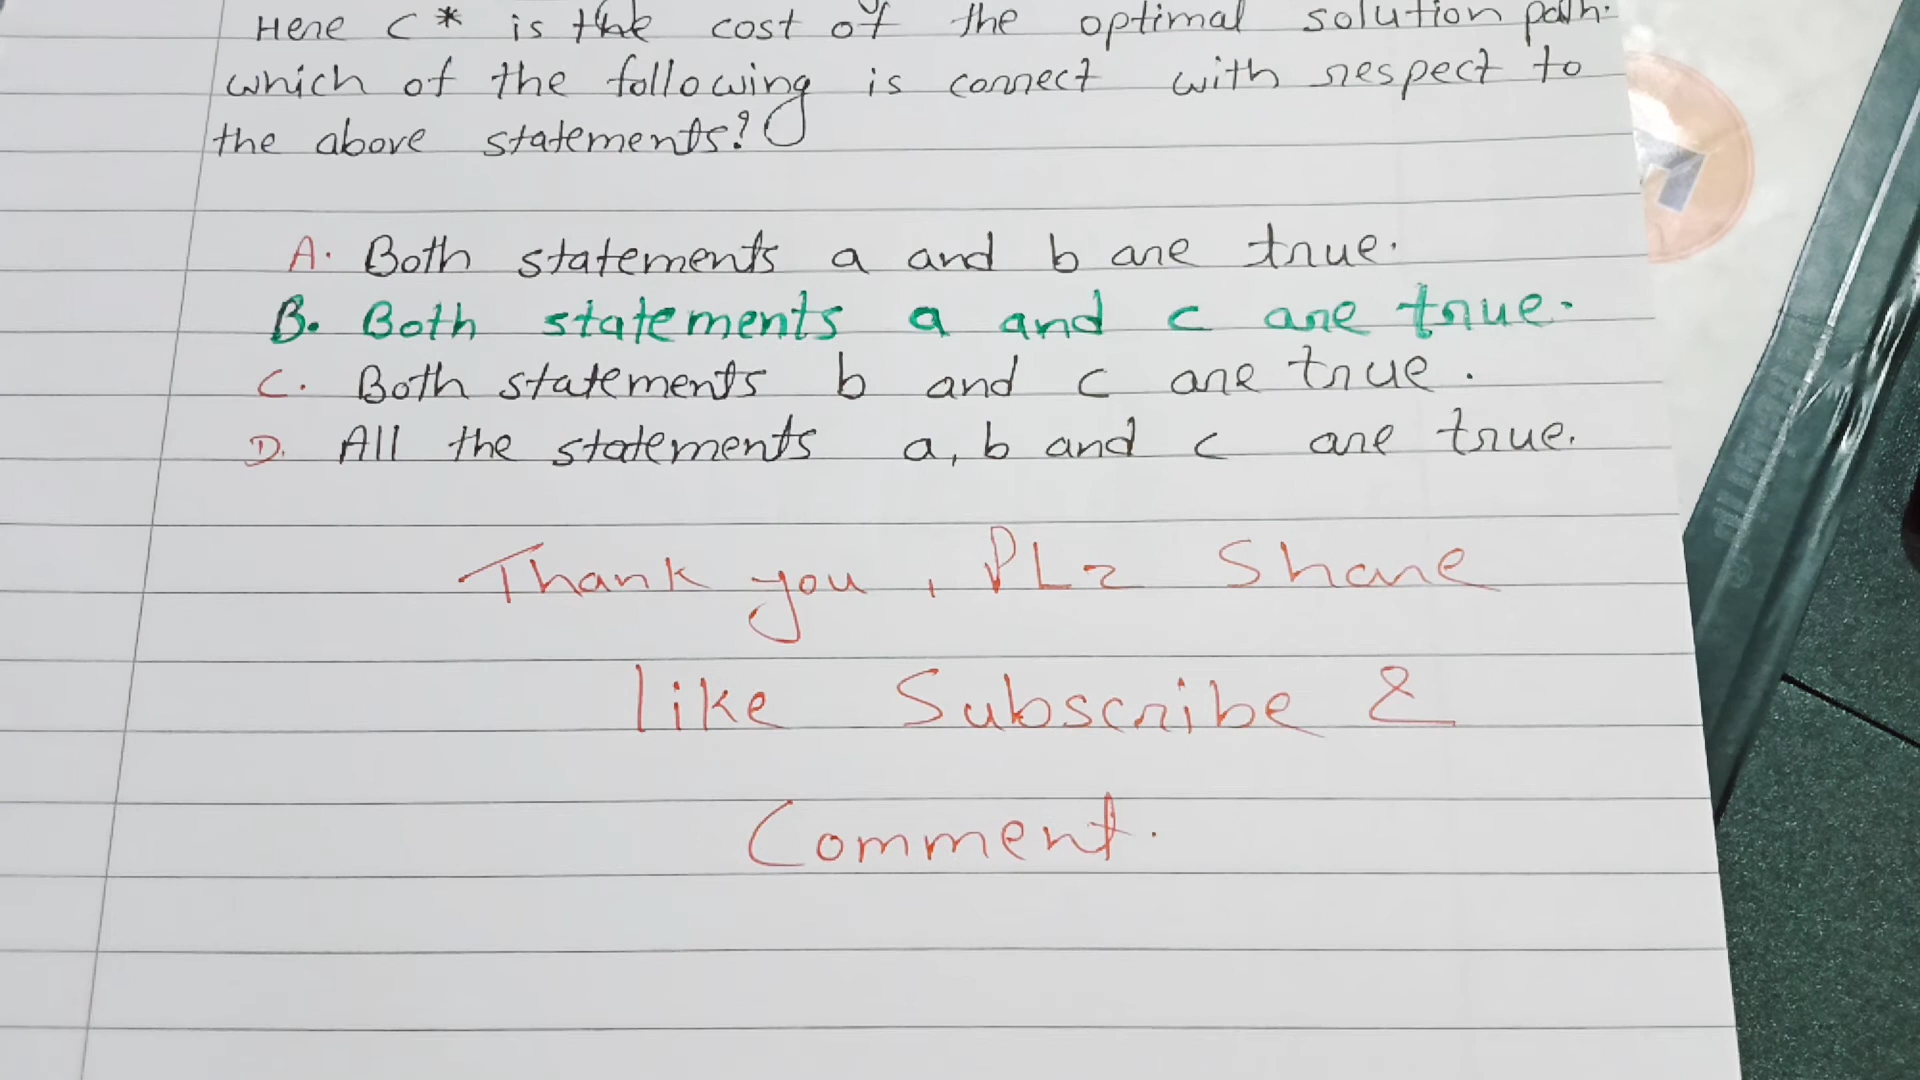 Here C* is the cost of the optimal solution path.
which of the following is correct with respect to
the above statements?
A. Both statements a and b are true.
B. Both statements a and c are true.
C. Both statements b and c are true.
D. All the statements a, b and c are true.
Thank you, PLz Share
like Subscribe &
Comment.